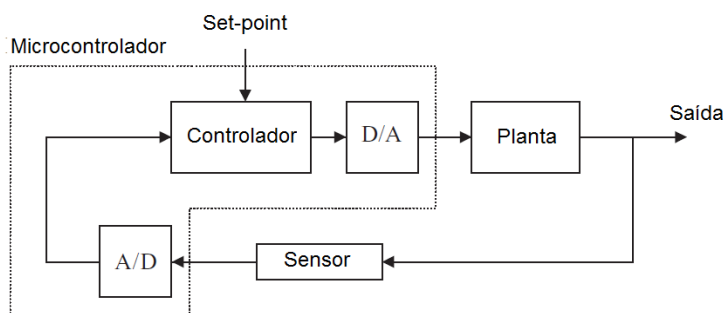 Set-point
Microcontrolador
Controlador
D/A
Planta
Saída
A/D
Sensor